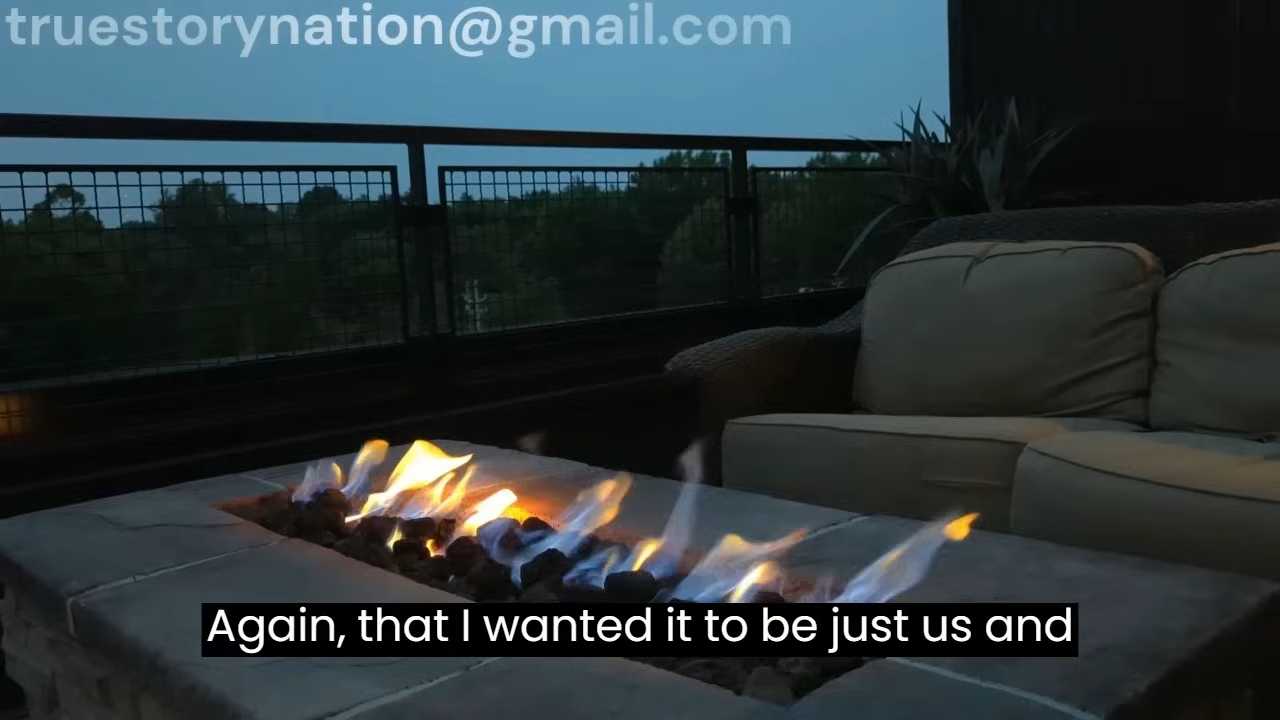 truestorynation@gmail.com
Again, that I wanted it to be just us and